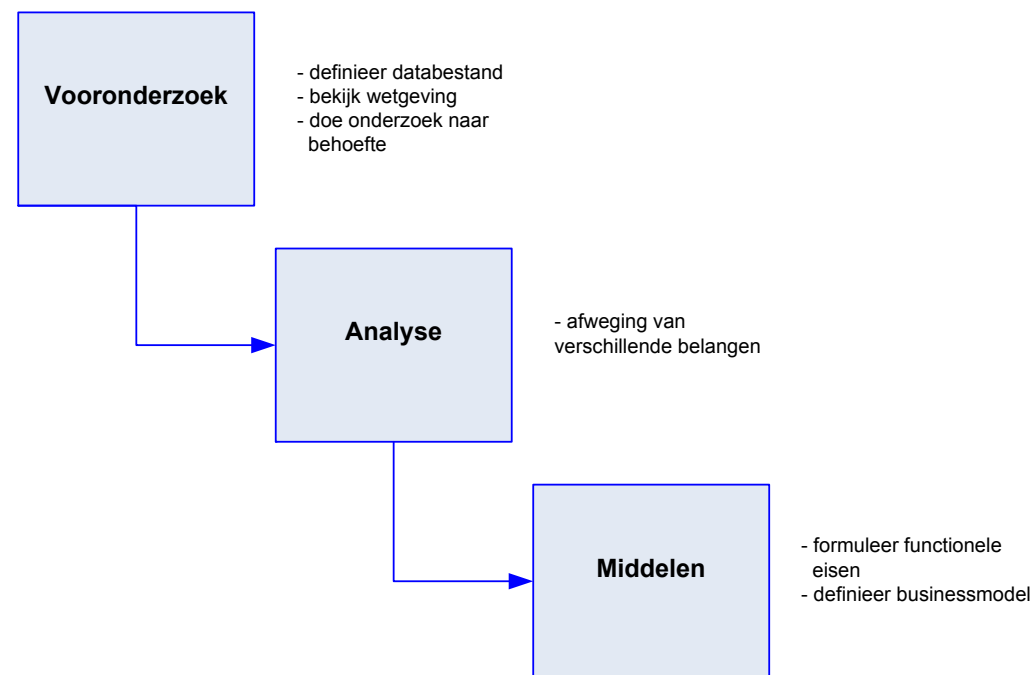 Vooronderzoek
- definieer databestand
- bekijk wetgeving
- doe onderzoek naar
behoefte
Analyse
- afweging van
verschillende belangen
Middelen
- formuleer functionele
eisen
- definieer businessmodel